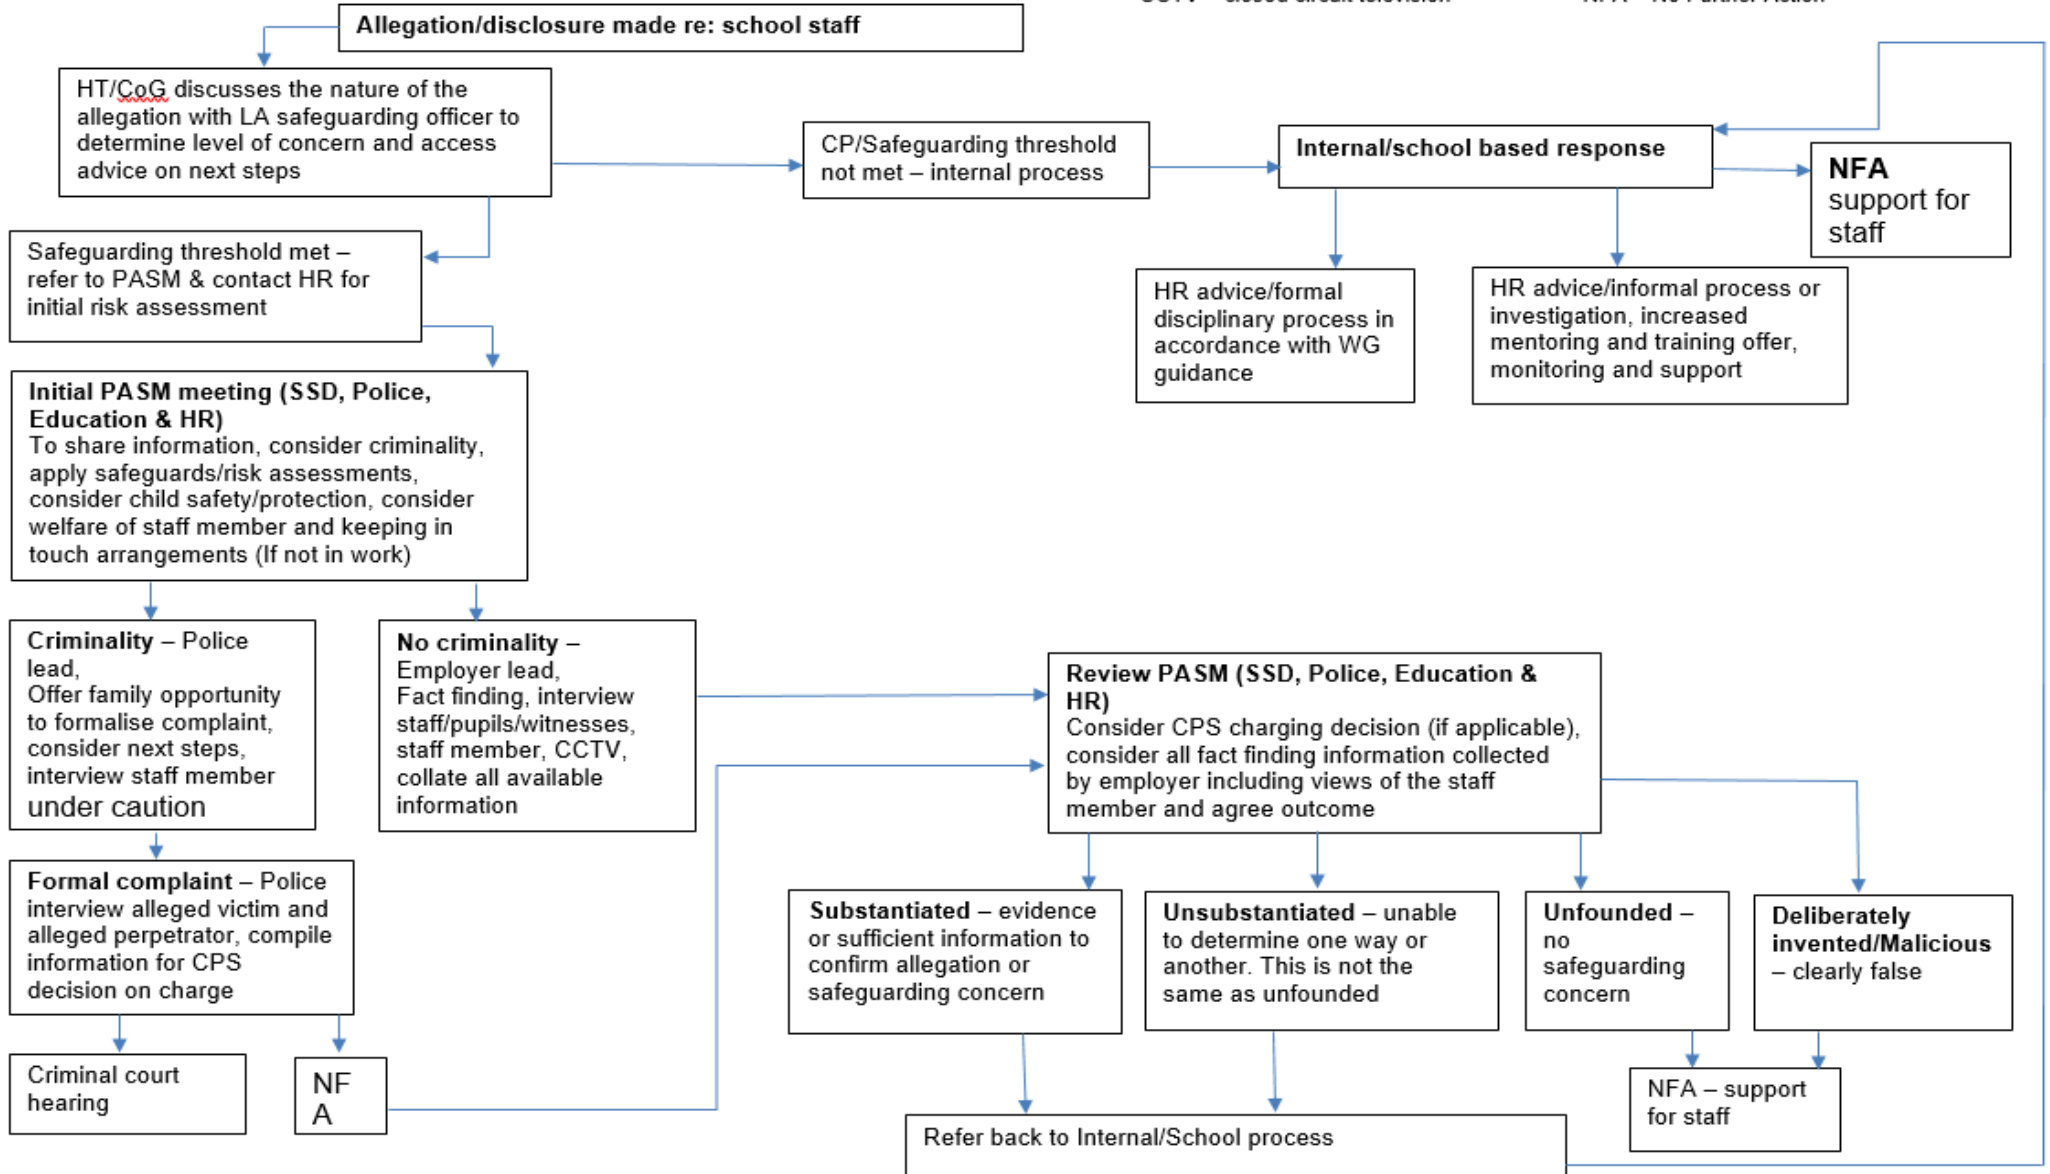 Allegation/disclosure made re: school staff
HT/CoG discusses the nature of the
allegation with LA safeguarding officer to
determine level of concern and access
advice on next steps
CP/Safeguarding threshold
not met – internal process
Internal/school based response
NFA
support for
staff
Safeguarding threshold met –
refer to PASM & contact HR for
initial risk assessment
HR advice/formal
disciplinary process in
accordance with WG
guidance
HR advice/informal process or
investigation, increased
mentoring and training offer,
monitoring and support
Initial PASM meeting (SSD, Police,
Education & HR)
To share information, consider criminality,
apply safeguards/risk assessments,
consider child safety/protection, consider
welfare of staff member and keeping in
touch arrangements (If not in work)
Criminality – Police
lead,
Offer family opportunity
to formalise complaint,
consider next steps,
interview staff member
under caution
No criminality –
Employer lead,
Fact finding, interview
staff/pupils/witnesses,
staff member, CCTV,
collate all available
information
Review PASM (SSD, Police, Education &
HR)
Consider CPS charging decision (if applicable),
consider all fact finding information collected
by employer including views of the staff
member and agree outcome
Formal complaint – Police
interview alleged victim and
alleged perpetrator, compile
information for CPS
decision on charge
Substantiated – evidence
or sufficient information to
confirm allegation or
safeguarding concern
Unsubstantiated – unable
to determine one way or
another. This is not the
same as unfounded
Unfounded –
no
safeguarding
concern
Deliberately
invented/Malicious
– clearly false
Criminal court
hearing
NF
A
NFA – support
for staff
Refer back to Internal/School process